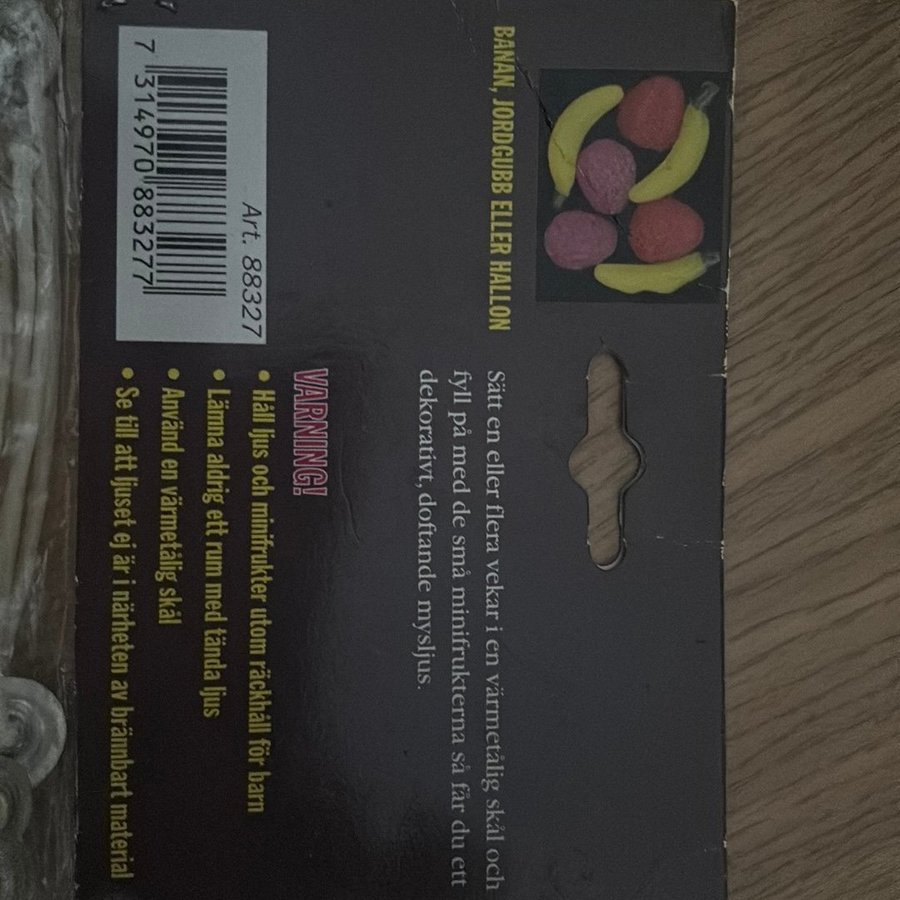 BANAN, JORDGUBB ELLER HALLON
Sätt en eller flera vekar i en värmetålig skål och
fyll på med de små minifrukterna så får du ett
dekorativt, doftande mysljus.
VARNING!
• Håll ljus och minifrukter utom räckhåll för barn
• Lämna aldrig ett rum med tända ljus
• Använd en värmetålig skål
• Se till att ljuset ej är i närheten av brännbart material
Art. 88327
7 314970 883277